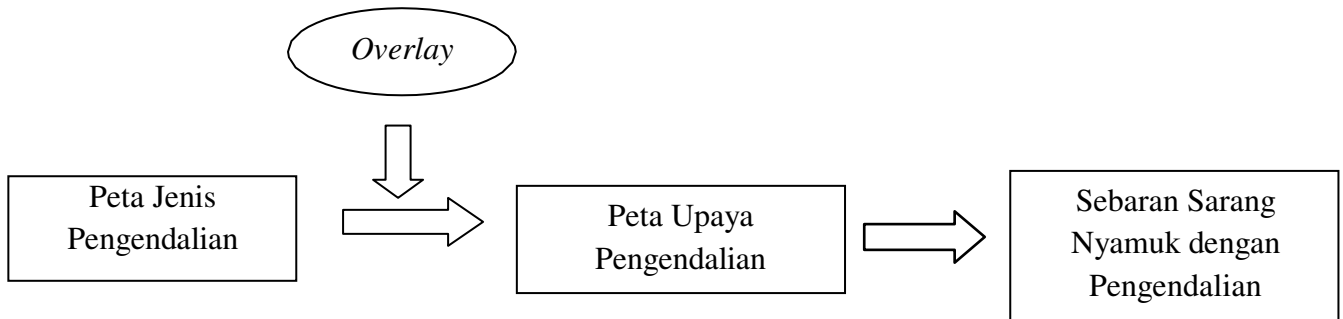 Overlay
Peta Jenis
Pengendalian
Peta Upaya
Pengendalian
Sebaran Sarang
Nyamuk dengan
Pengendalian